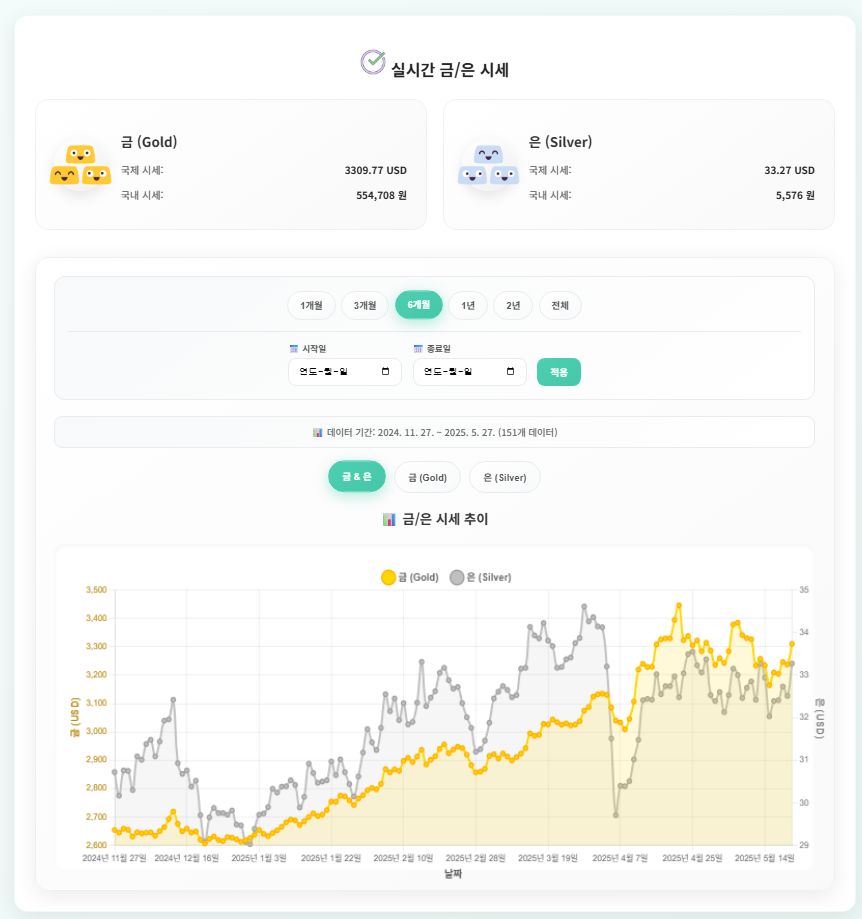 실시간 금/은 시세
금 (Gold)
국제 시세: 3309.77 USD
국내 시세: 554,708 원
은 (Silver)
국제 시세: 33.27 USD
국내 시세: 5,576 원
1개월 3개월 6개월 1년 2년 전체
시작일 종료일
연도-월-일 연도-월-일 적용
데이터 기간: 2024. 11. 27. ~ 2025. 5. 27. (151개 데이터)
금 & 은 금 (Gold) 은 (Silver)
금/은 시세 추이
금 (Gold) 은 (Silver)
금 (USD)
3,500
3,400
3,300
3,200
3,100
3,000
2,900
2,800
2,700
2,600
35
34
33
32
31
30
29
은 (USD)
2024년 11월 27일 2024년 12월 16일 2025년 1월 3일 2025년 1월 22일 2025년 2월 10일 2025년 2월 28일 2025년 3월 19일 2025년 4월 7일 2025년 4월 25일 2025년 5월 14일
날짜